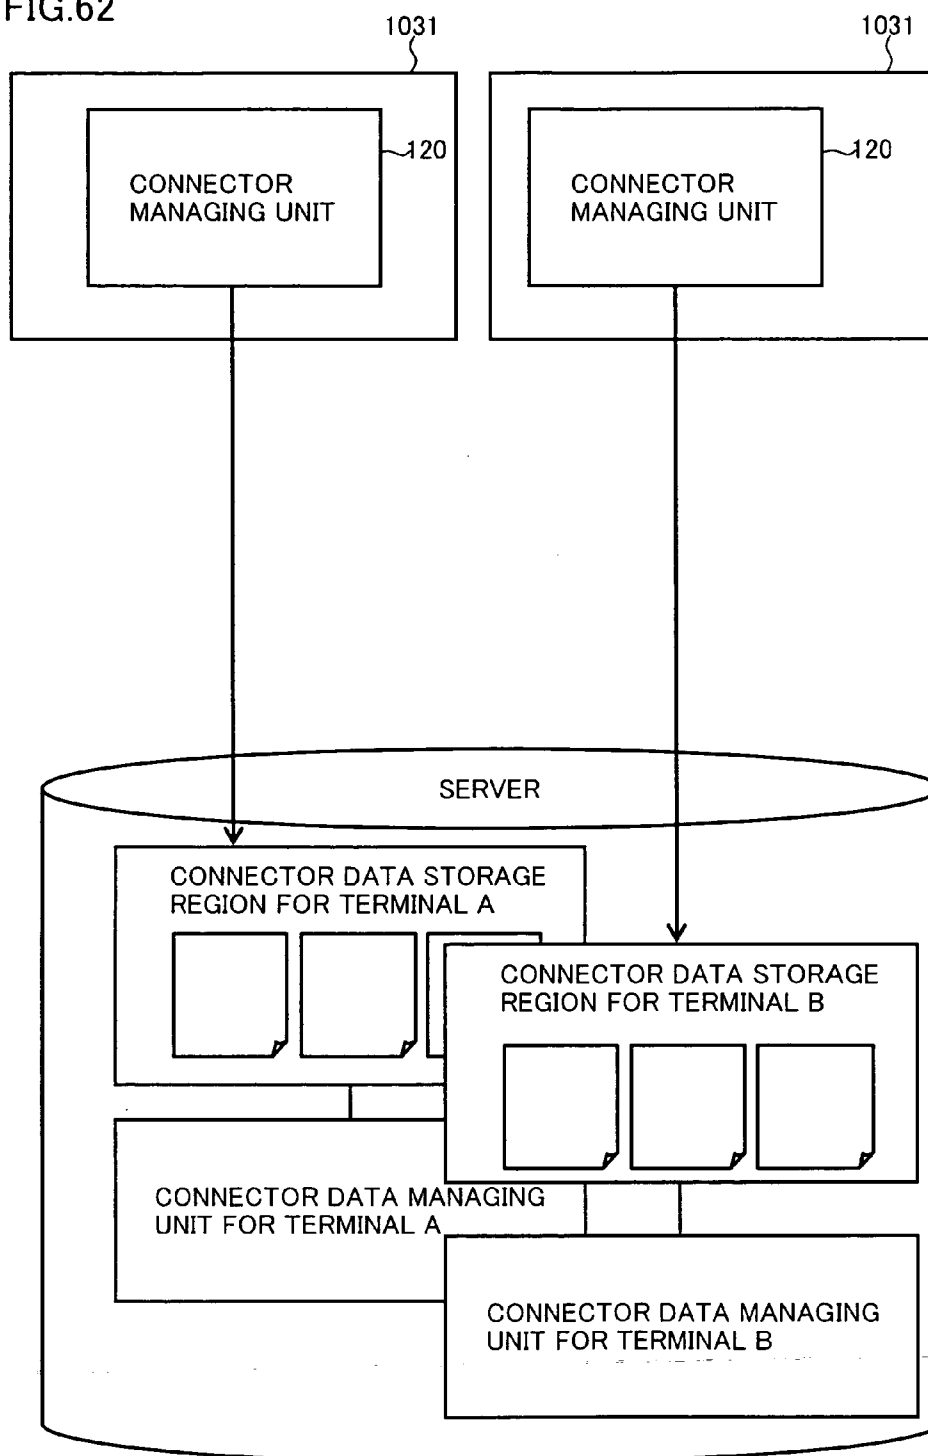 FIG.62
1031
1031
CONNECTOR
MANAGING UNIT
120
CONNECTOR
MANAGING UNIT
120
SERVER
CONNECTOR DATA STORAGE
REGION FOR TERMINAL A
CONNECTOR DATA STORAGE
REGION FOR TERMINAL B
CONNECTOR DATA MANAGING
UNIT FOR TERMINAL A
CONNECTOR DATA MANAGING
UNIT FOR TERMINAL B